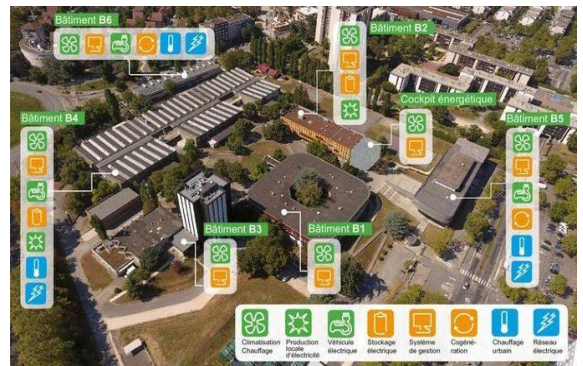 Bâtiment B6
Bâtiment B2
Bâtiment B4
Cockpit énergétique
Bâtiment B5
Bâtiment B3
Bâtiment B1
Climatisation
Chauffage
Production
locale
d'électricité
Véhicule
électrique
Stockage
électrique
Système
de gestion
Cogéné-
ration
Chauffage
urbain
Réseau
électrique